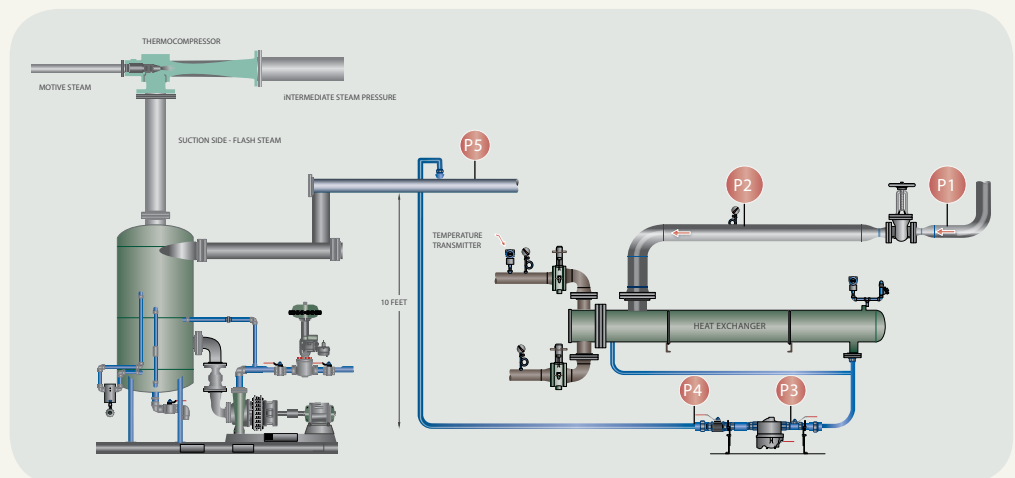 THERMOCOMPRESSOR
MOTIVE STEAM
iNTERMEDIATE STEAM PRESSURE
SUCTION SIDE - FLASH STEAM
P5
P2
P1
TEMPERATURE
TRANSMITTER
10 FEET
HEAT EXCHANGER
P4
P3